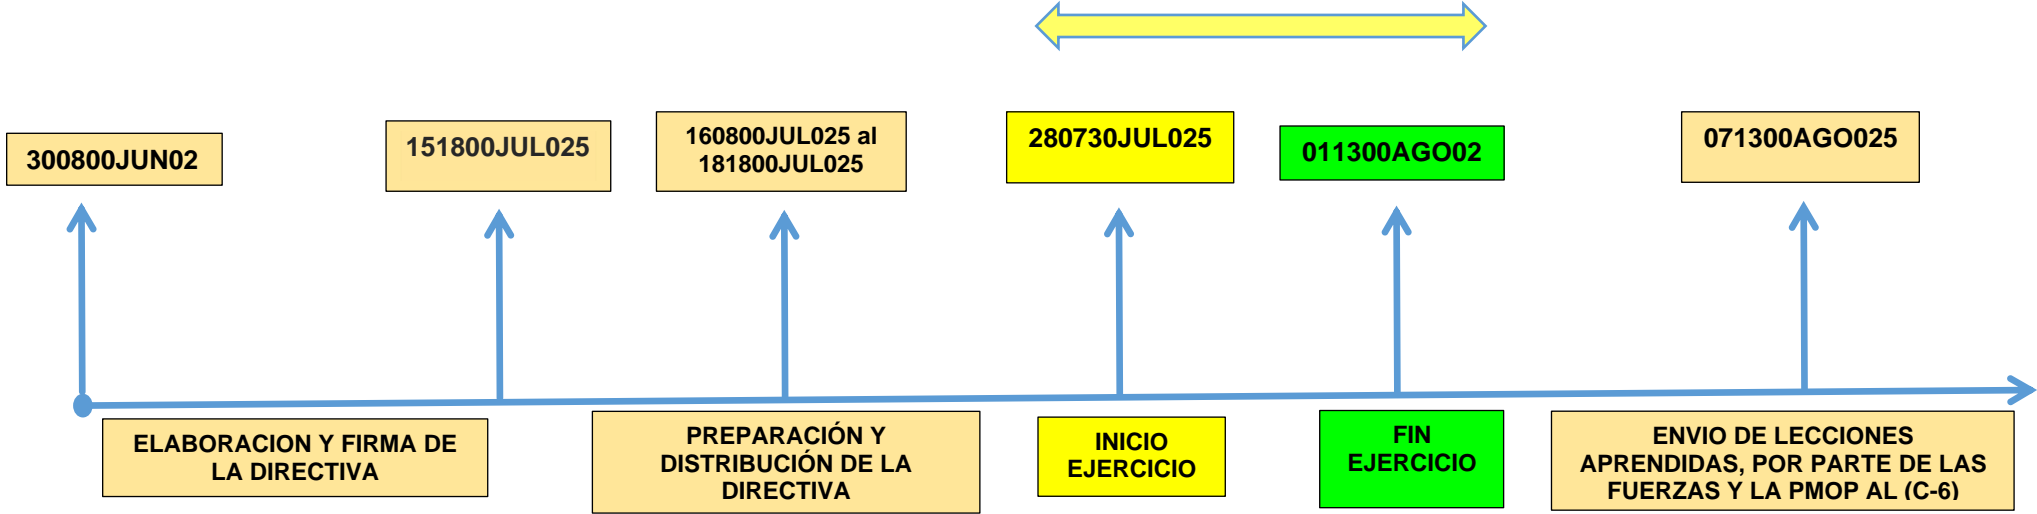 300800JUN02
151800JUL025
160800JUL025 al
181800JUL025
280730JUL025
011300AGO02
071300AGO025
ELABORACION Y FIRMA DE
LA DIRECTIVA
PREPARACIÓN Y
DISTRIBUCIÓN DE LA
DIRECTIVA
INICIO
EJERCICIO
FIN
EJERCICIO
ENVIO DE LECCIONES
APRENDIDAS, POR PARTE DE LAS
FUERZAS Y LA PMOP AL (C-6)